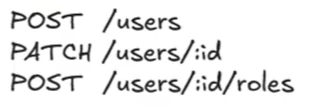 POST /users
PATCH /users/:id
POST /users/:id/roles